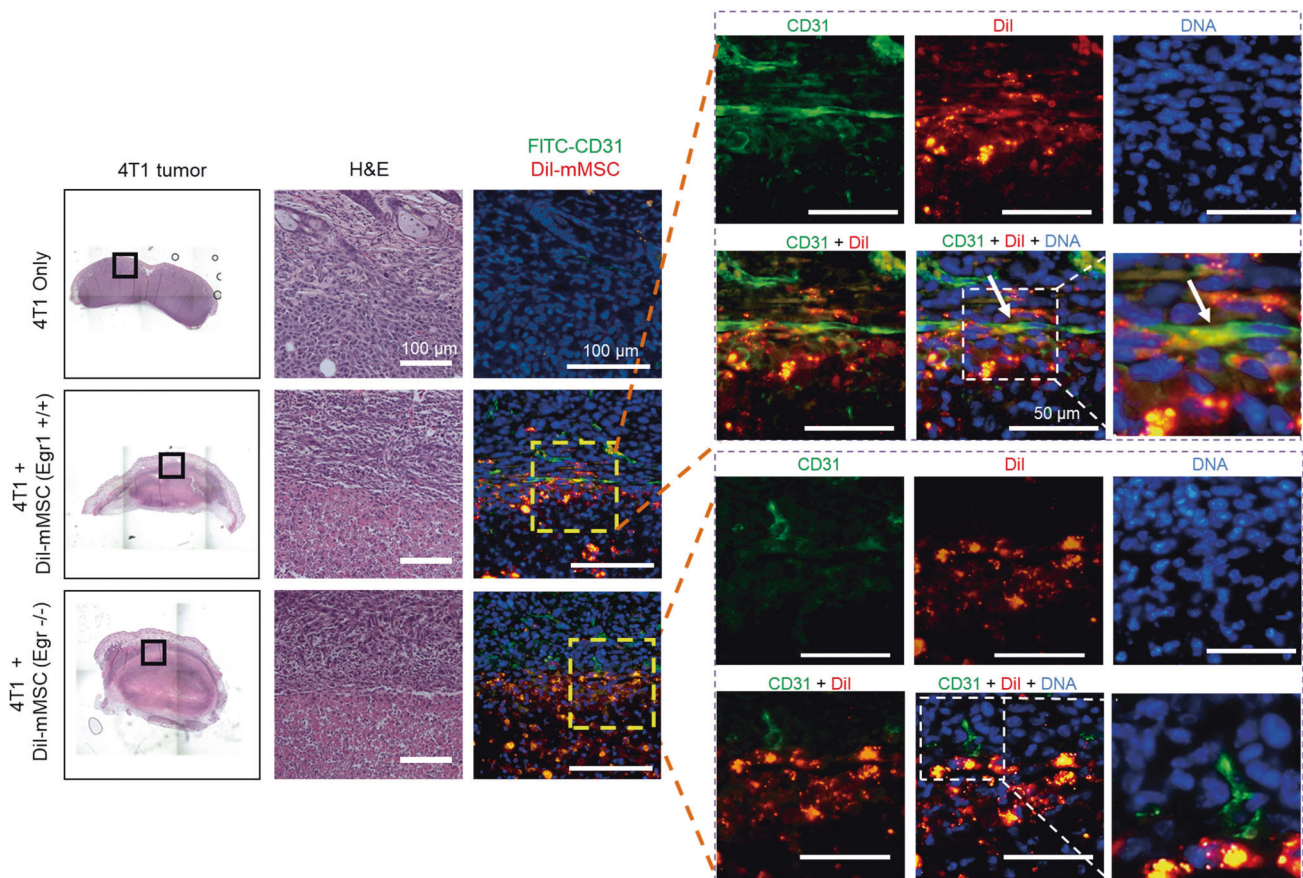 4T1 tumor
H&E
FITC-CD31
Dil-mMSC
4T1 Only
100 µm
100 µm
4T1 +
Dil-mMSC (Egr1 +/+)
4T1 +
Dil-mMSC (Egr -/-)
CD31
Dil
DNA
CD31 + Dil
CD31 + Dil + DNA
50 µm
CD31
Dil
DNA
CD31 + Dil
CD31 + Dil + DNA